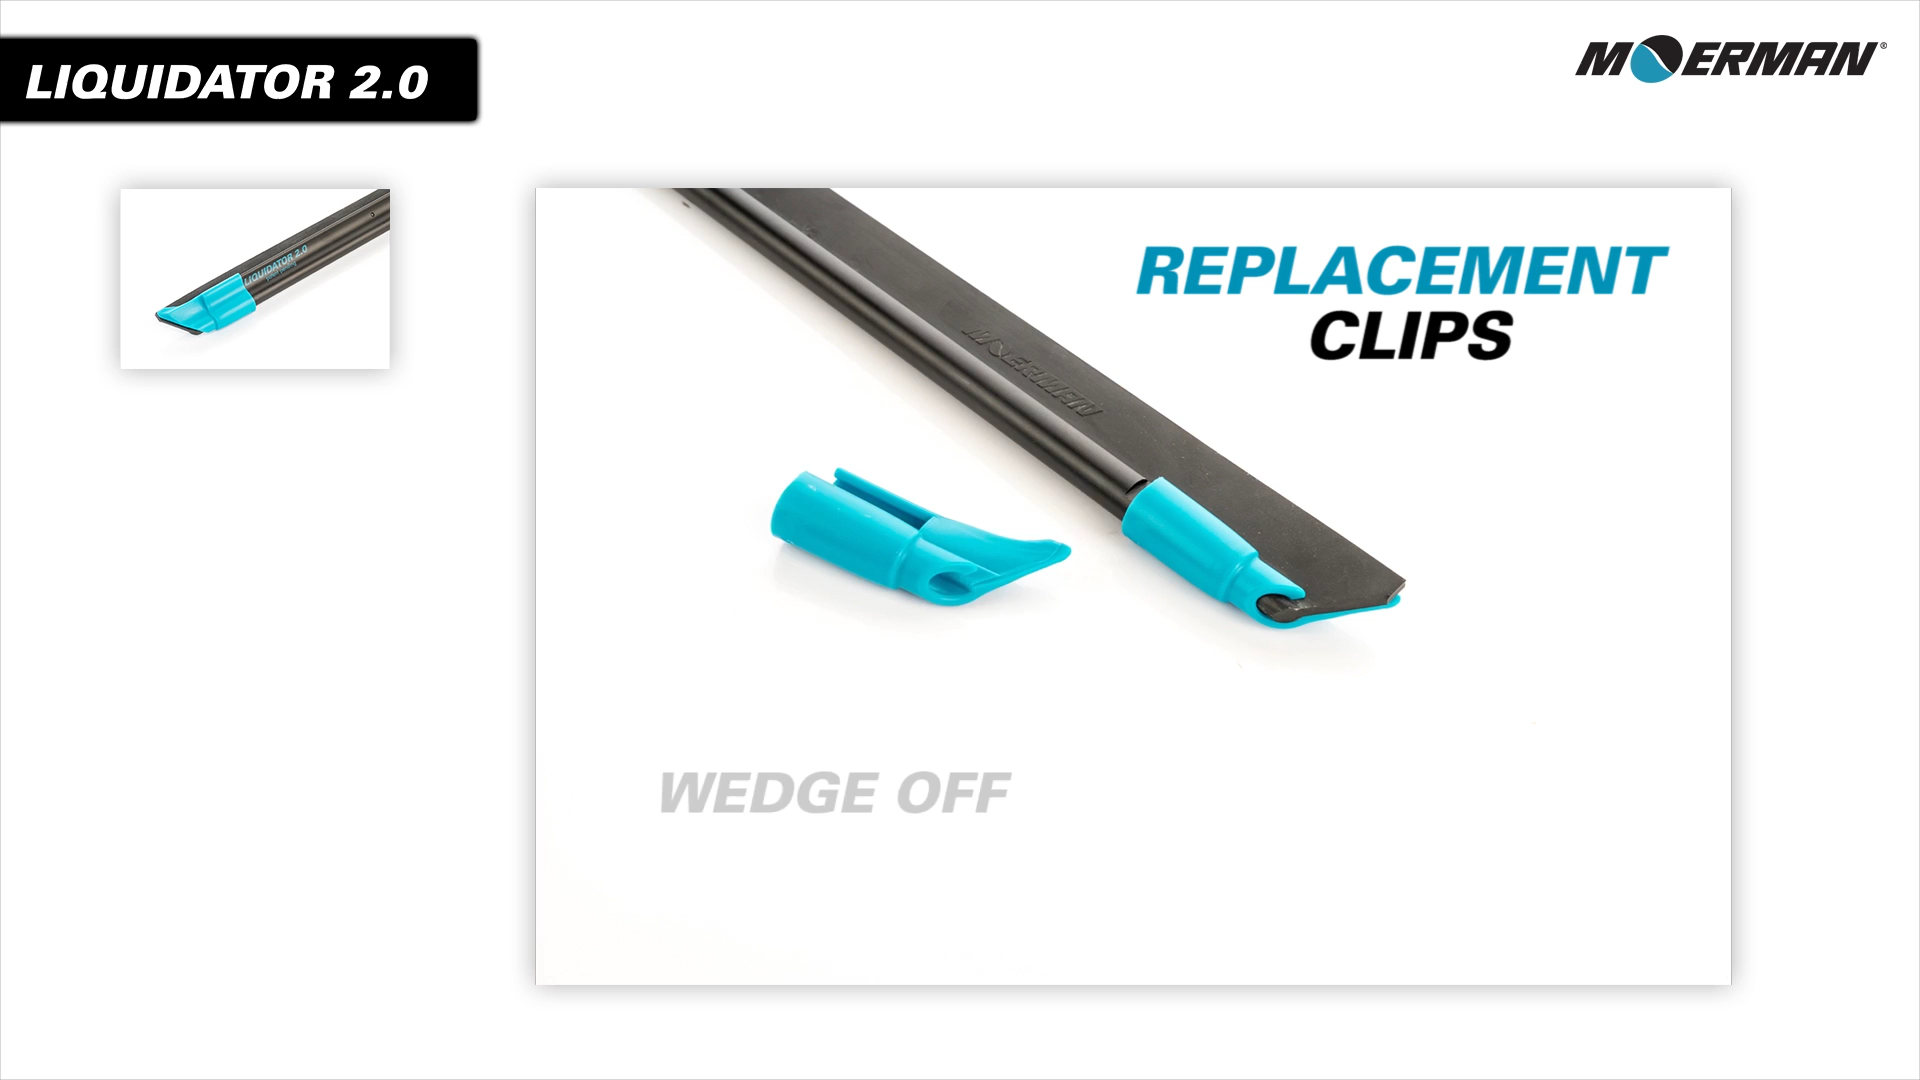 LIQUIDATOR 2.0
MOERMAN®
LIQUIDATOR 2.0
REPLACEMENT
CLIPS
MOERMAN
WEDGE OFF